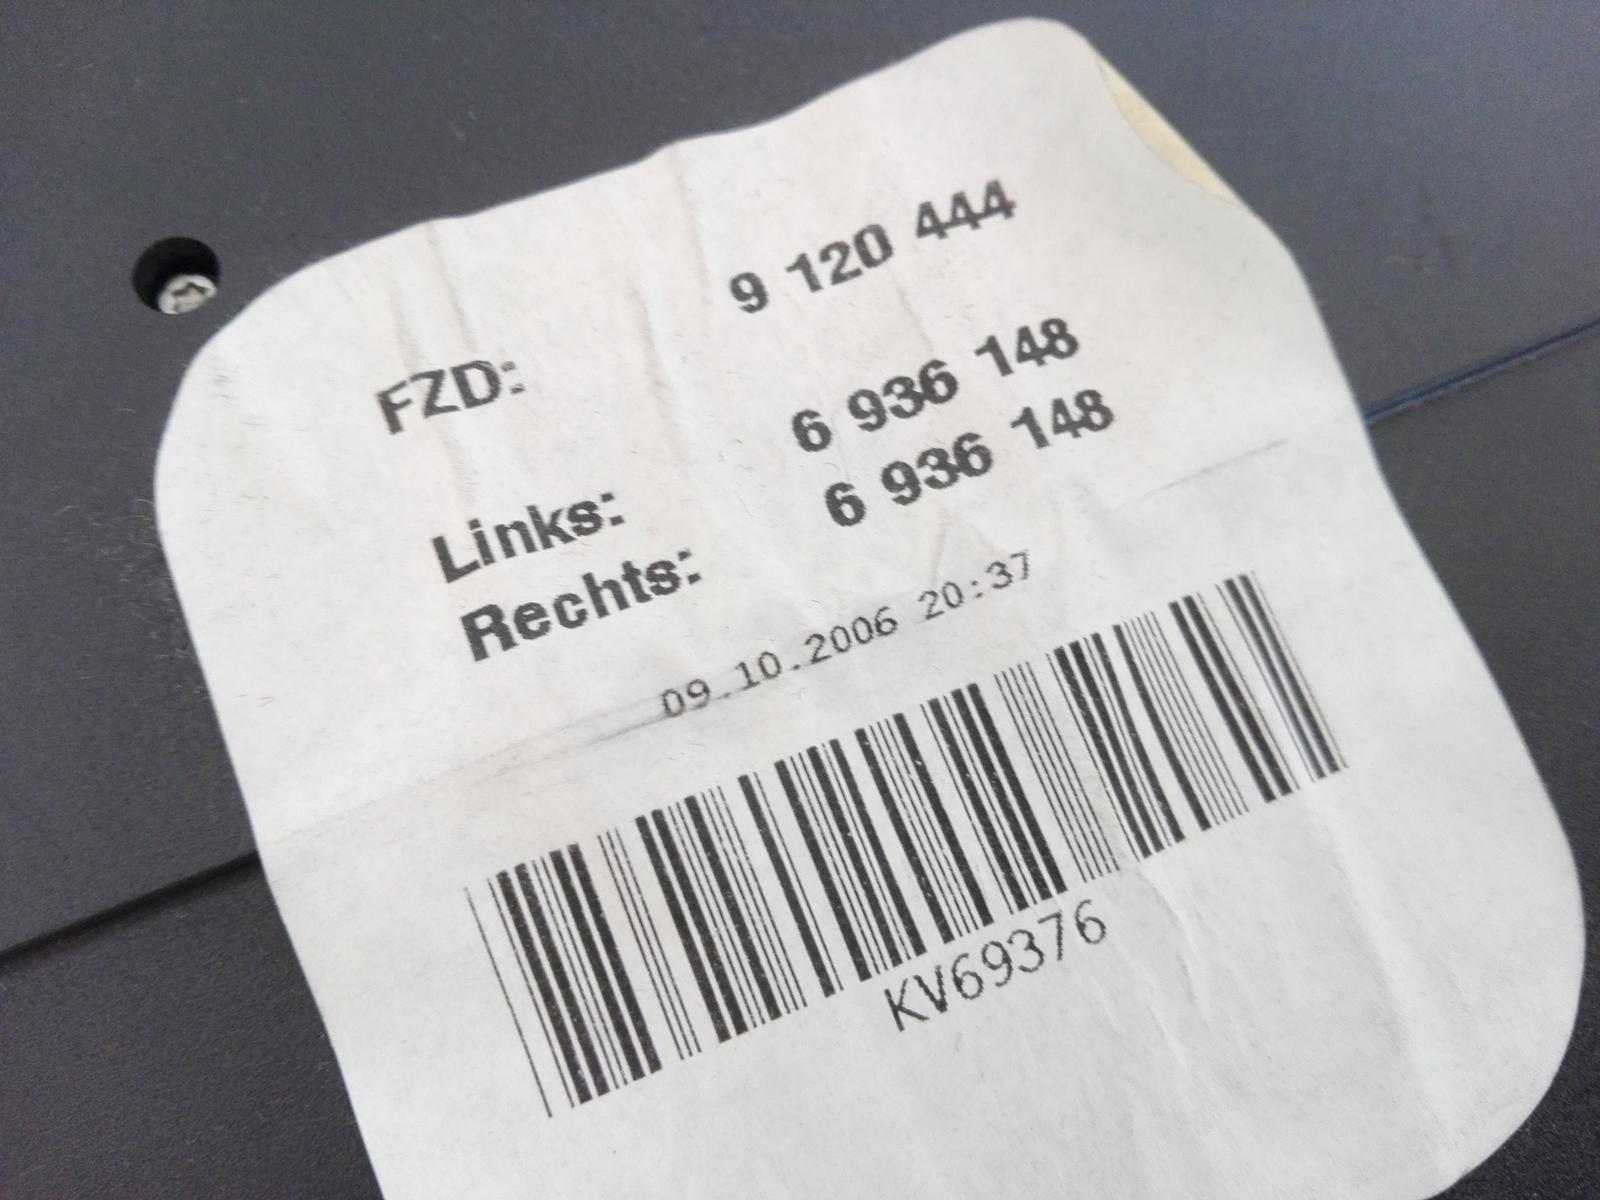 FZD: 9 120 444
Links: 6 936 148
Rechts: 6 936 148
09.10.2006 20:37
KV69376